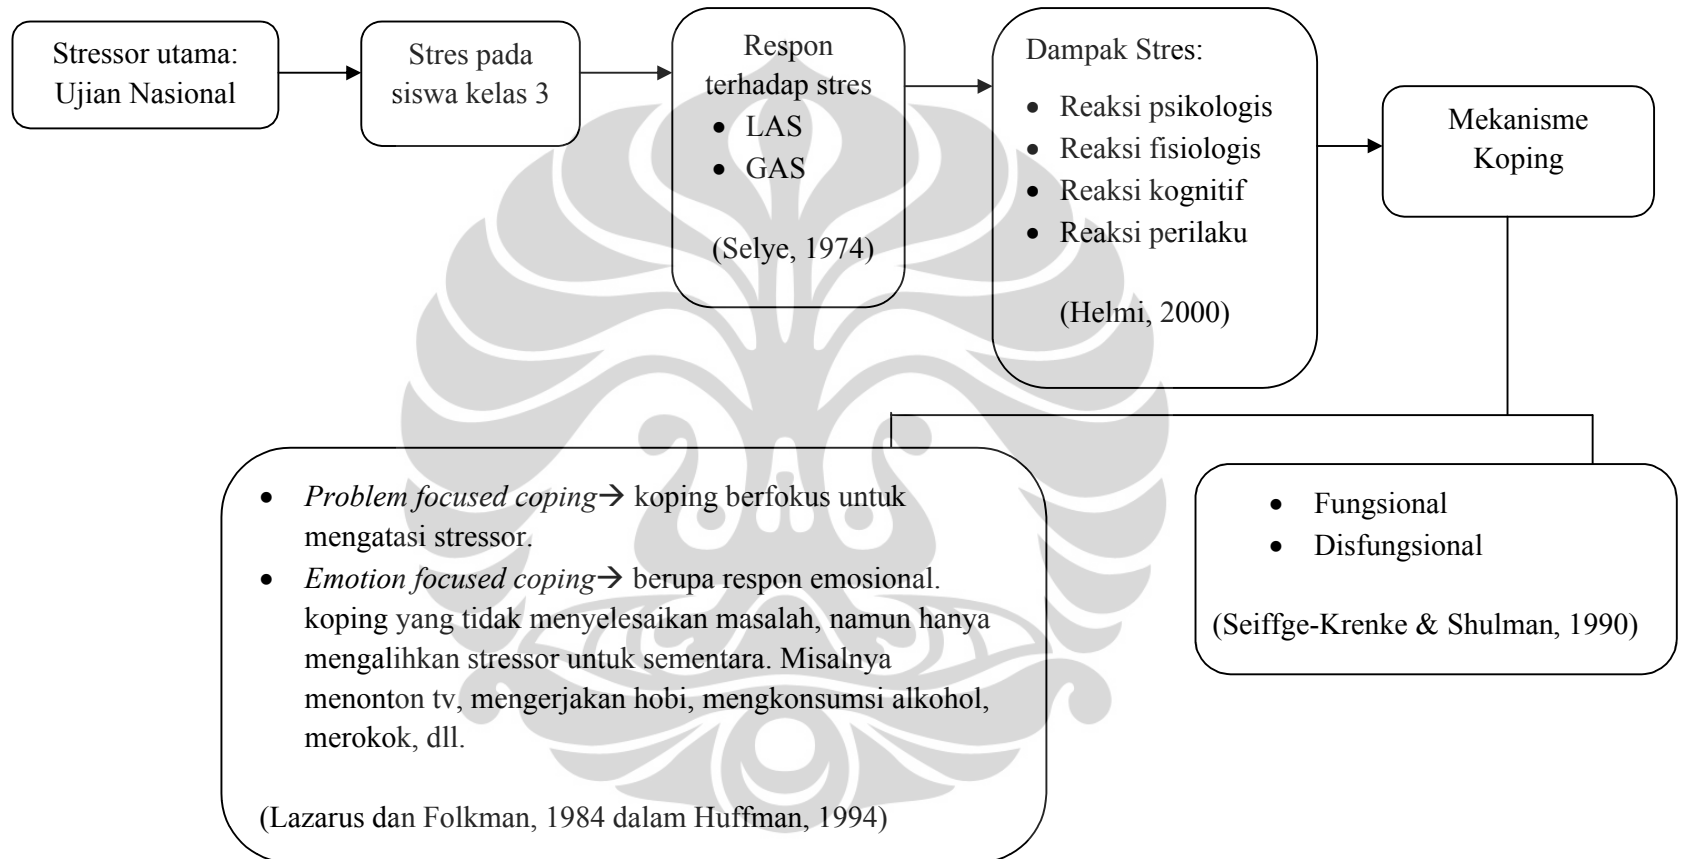 Stressor utama:
Ujian Nasional
Stres pada
siswa kelas 3
Respon
terhadap stres
• LAS
• GAS
(Selye, 1974)
Dampak Stres:
• Reaksi psikologis
• Reaksi fisiologis
• Reaksi kognitif
• Reaksi perilaku
(Helmi, 2000)
Mekanisme
Koping
• Problem focused coping→ koping berfokus untuk
mengatasi stressor.
• Emotion focused coping→ berupa respon emosional.
koping yang tidak menyelesaikan masalah, namun hanya
mengalihkan stressor untuk sementara. Misalnya
menonton tv, mengerjakan hobi, mengkonsumsi alkohol,
merokok, dll.
(Lazarus dan Folkman, 1984 dalam Huffman, 1994)
• Fungsional
• Disfungsional
(Seiffge-Krenke & Shulman, 1990)